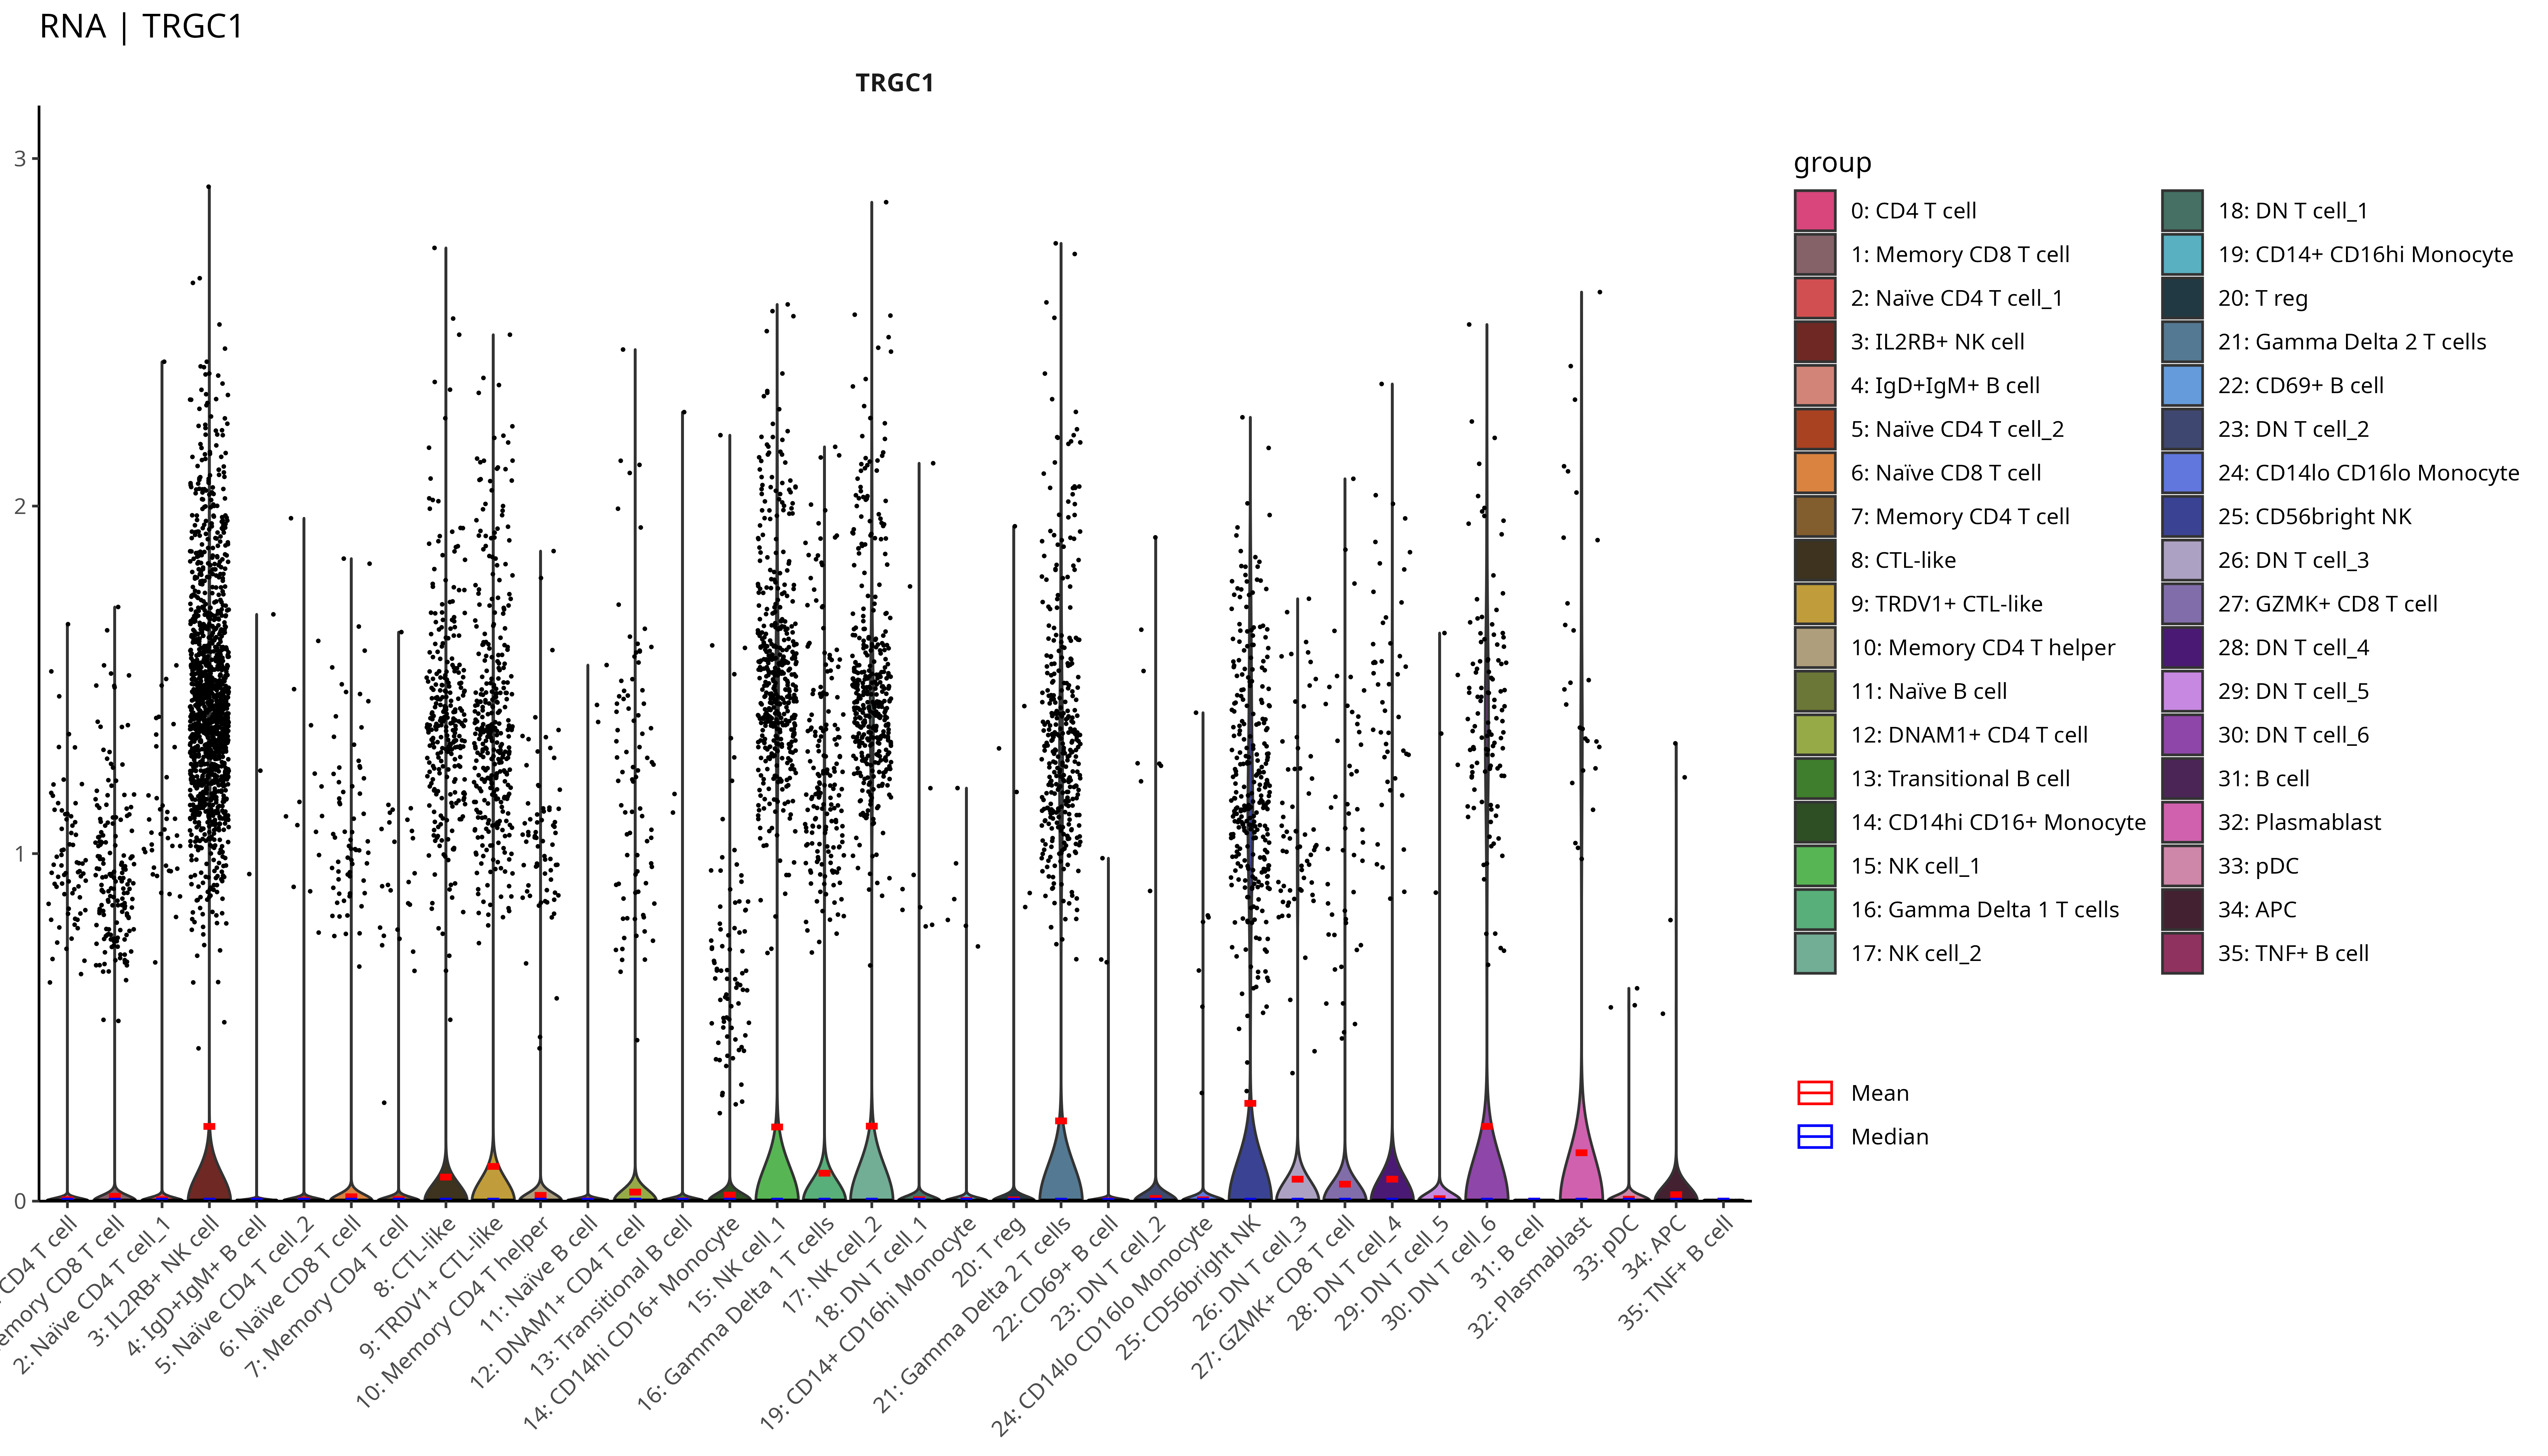 RNA | TRGC1
TRGC1
3
2
1
0
CD4 T cell
2: Naïve CD4 T cell_1
3: IL2RB+ NK cell
4: IgD+IgM+ B cell
5: Naïve CD4 T cell_2
6: Naïve CD8 T cell
7: Memory CD4 T cell
8: CTL-like
9: TRDV1+ CTL-like
10: Memory CD4 T helper
11: Naïve B cell
12: DNAM1+ CD4 T cell
13: Transitional B cell
14: CD14hi CD16+ Monocyte
15: NK cell_1
16: Gamma Delta 1 T cells
17: NK cell_2
18: DN T cell_1
19: CD14+ CD16hi Monocyte
20: T reg
21: Gamma Delta 2 T cells
22: CD69+ B cell
23: DN T cell_2
24: CD14lo CD16lo Monocyte
25: CD56bright NK
26: DN T cell_3
27: GZMK+ CD8 T cell
28: DN T cell_4
29: DN T cell_5
30: DN T cell_6
31: B cell
32: Plasmablast
33: pDC
34: APC
35: TNF+ B cell
group
0: CD4 T cell
1: Memory CD8 T cell
2: Naïve CD4 T cell_1
3: IL2RB+ NK cell
4: IgD+IgM+ B cell
5: Naïve CD4 T cell_2
6: Naïve CD8 T cell
7: Memory CD4 T cell
8: CTL-like
9: TRDV1+ CTL-like
10: Memory CD4 T helper
11: Naïve B cell
12: DNAM1+ CD4 T cell
13: Transitional B cell
14: CD14hi CD16+ Monocyte
15: NK cell_1
16: Gamma Delta 1 T cells
17: NK cell_2
18: DN T cell_1
19: CD14+ CD16hi Monocyte
20: T reg
21: Gamma Delta 2 T cells
22: CD69+ B cell
23: DN T cell_2
24: CD14lo CD16lo Monocyte
25: CD56bright NK
26: DN T cell_3
27: GZMK+ CD8 T cell
28: DN T cell_4
29: DN T cell_5
30: DN T cell_6
31: B cell
32: Plasmablast
33: pDC
34: APC
35: TNF+ B cell
Mean
Median